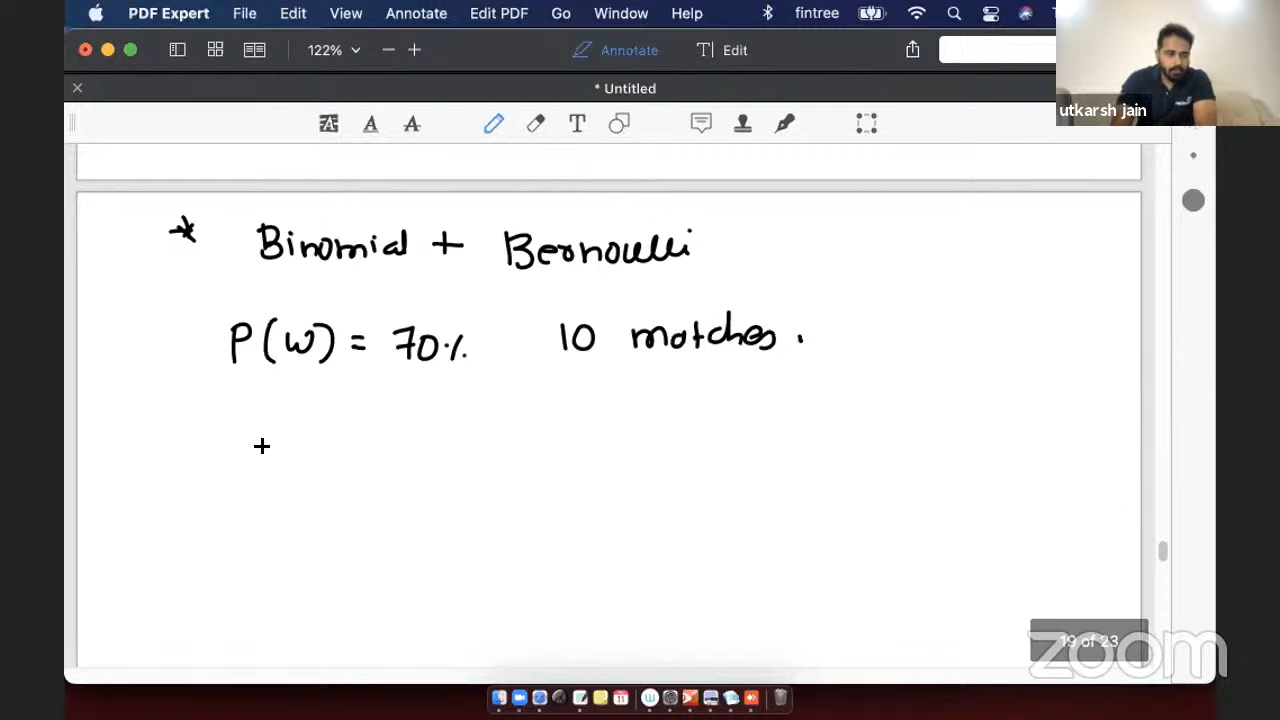 PDF Expert File Edit View Annotate Edit PDF Go Window Help fintree
122% Annotate T Edit
* Untitled
utkarsh jain
Binomial + Bernoulli
P(W) = 70% 10 matches.
19 of 23
zoom